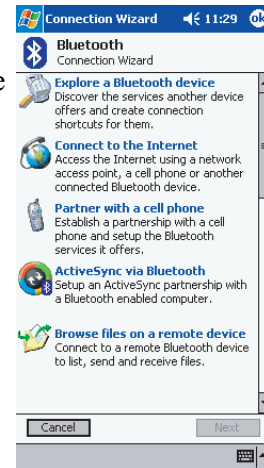 Connection Wizard 11:29 ok
Bluetooth
Connection Wizard
e
Explore a Bluetooth device
Discover the services another device
offers and create connection
shortcuts for them.
Connect to the Internet
Access the Internet using a network
access point, a cell phone or another
connected Bluetooth device.
Partner with a cell phone
Establish a partnership with a cell
phone and setup the Bluetooth
services it offers.
ActiveSync via Bluetooth
Setup an ActiveSync partnership with
a Bluetooth enabled computer.
Browse files on a remote device
Connect to a remote Bluetooth device
to list, send and receive files.
Cancel Next